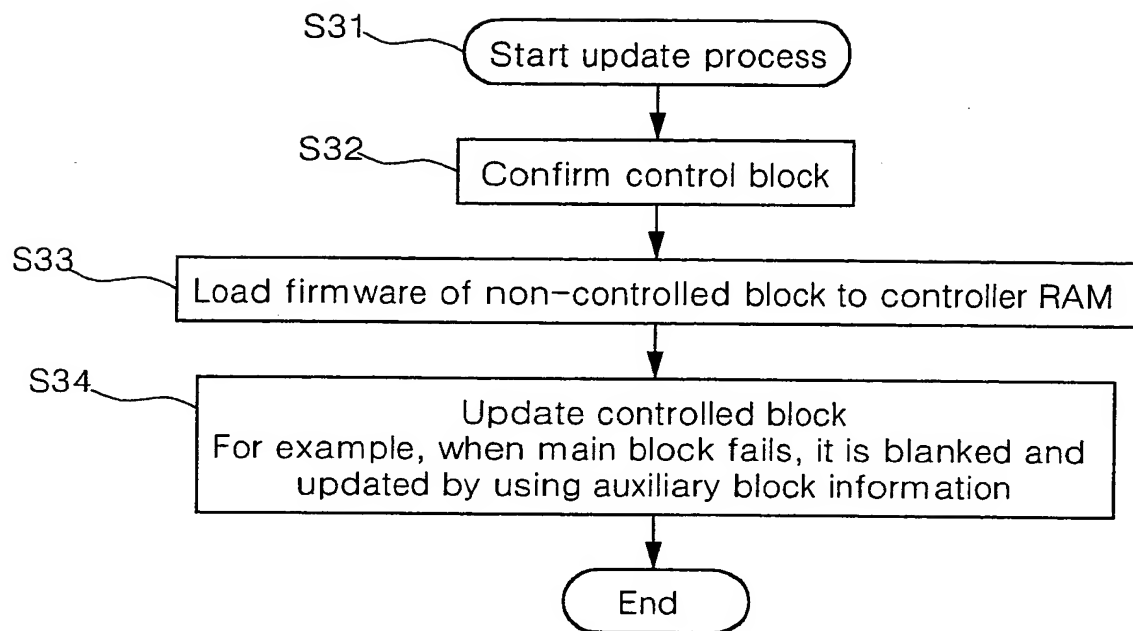 S31
Start update process
S32
Confirm control block
S33
Load firmware of non-controlled block to controller RAM
S34
Update controlled block
For example, when main block fails, it is blanked and
updated by using auxiliary block information
End